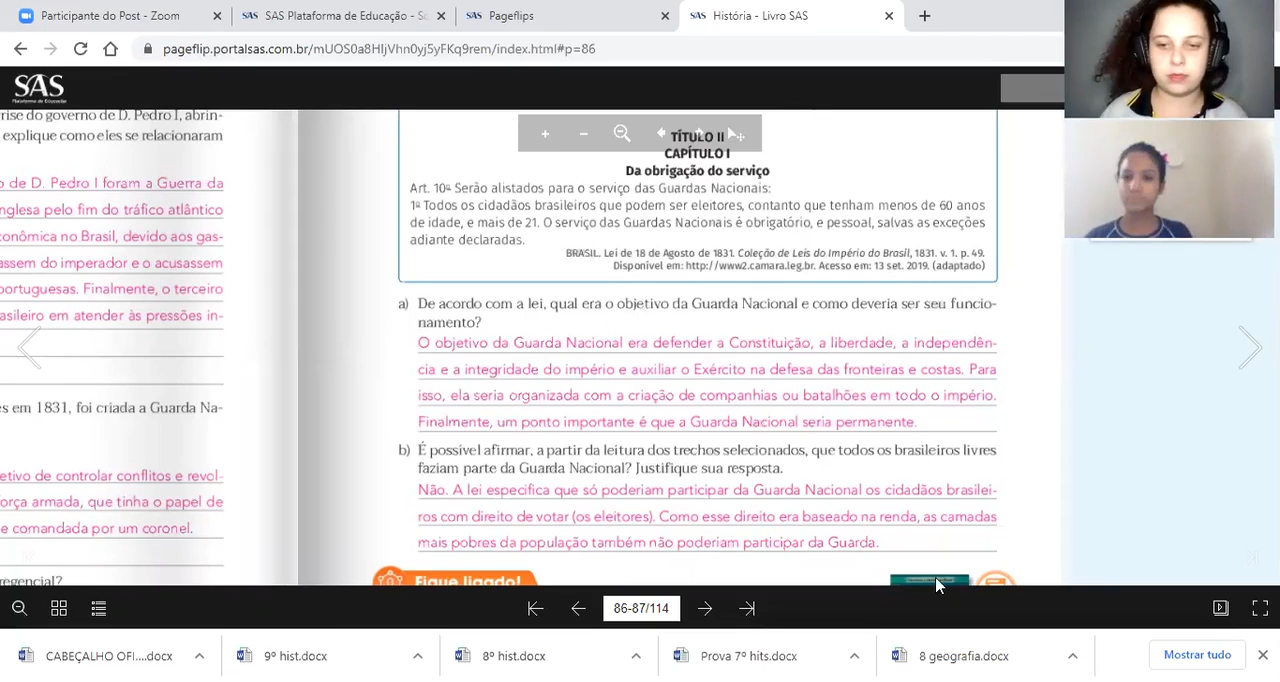 Participante do Post - Zoom
SAS Plataforma de Educação - S
Pageflips
História - Livro SAS
pageflip.portalsas.com.br/mUOS0a8HIjVhn0yj5yFKq9rem/index.html#p=86
SAS
Plataforma de Educação
rise do governo de D. Pedro I, abrin-
explique como eles se relacionaram
o de D. Pedro I foram a Guerra da
nglesa pelo fim do tráfico atlântico
conômica no Brasil, devido aos gas-
assem do imperador e o acusassem
portuguesas. Finalmente, o terceiro
asileiro em atender às pressões in-
es em 1831, foi criada a Guarda Na-
etivo de controlar conflitos e revol-
força armada, que tinha o papel de
e comandada por um coronel.
regencial?
TÍTULO II
CAPÍTULO I
Da obrigação do serviço
Art. 10º Serão alistados para o serviço das Guardas Nacionais:
1º Todos os cidadãos brasileiros que podem ser eleitores, contanto que tenham menos de 60 anos
de idade, e mais de 21. O serviço das Guardas Nacionais é obrigatório, e pessoal, salvas as exceções
adiante declaradas.
BRASIL. Lei de 18 de Agosto de 1831. Coleção de Leis do Império do Brasil, 1831. v. 1, p. 49.
Disponível em: http://www2.camara.leg.br. Acesso em: 13 set. 2019. (adaptado)
a) De acordo com a lei, qual era o objetivo da Guarda Nacional e como deveria ser seu funcio-
namento?
O objetivo da Guarda Nacional era defender a Constituição, a liberdade, a independên-
cia e a integridade do império e auxiliar o Exército na defesa das fronteiras e costas. Para
isso, ela seria organizada com a criação de companhias ou batalhões em todo o império.
Finalmente, um ponto importante é que a Guarda Nacional seria permanente.
b) É possível afirmar, a partir da leitura dos trechos selecionados, que todos os brasileiros livres
faziam parte da Guarda Nacional? Justifique sua resposta.
Não. A lei especifica que só poderiam participar da Guarda Nacional os cidadãos brasilei-
ros com direito de votar (os eleitores). Como esse direito era baseado na renda, as camadas
mais pobres da população também não poderiam participar da Guarda.
Fique ligado!
86-87/114
CABEÇALHO OFI....docx
9º hist.docx
8º hist.docx
Prova 7º hits.docx
8 geografia.docx
Mostrar tudo